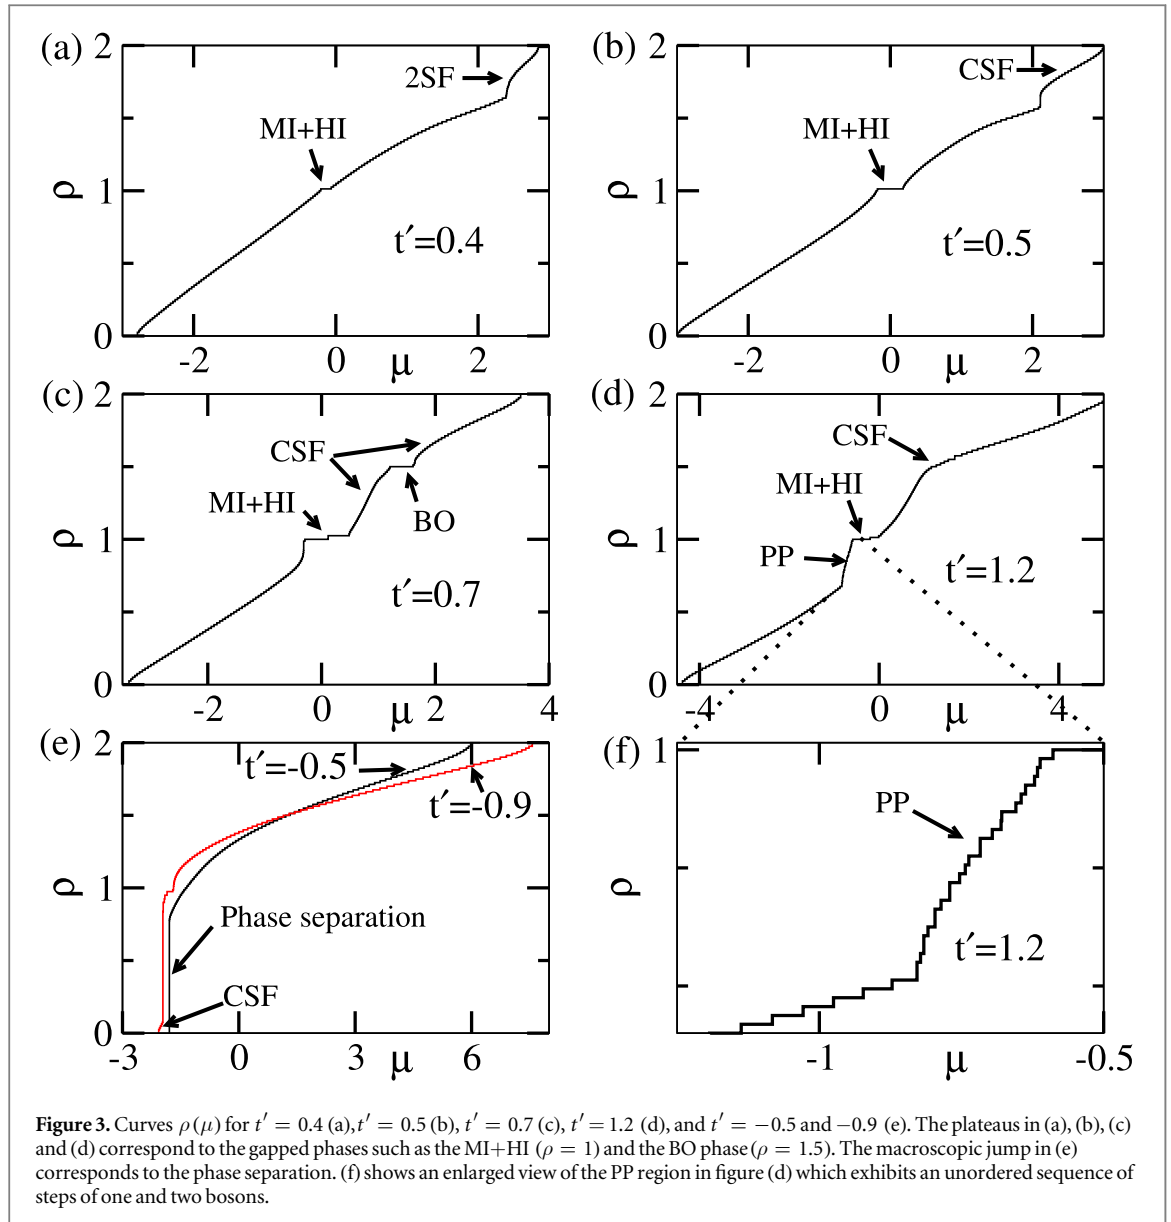 (a)
2
1
0
ρ
2SF
MI+HI
t′=0.4
-2 0 2
μ
(b)
2
1
0
ρ
CSF
MI+HI
t′=0.5
-2 0 2
μ
(c)
2
1
0
ρ
CSF
MI+HI
BO
t′=0.7
-2 0 2 4
μ
(d)
2
1
0
ρ
CSF
MI+HI
PP
t′=1.2
-4 0 4
μ
(e)
2
1
0
ρ
t′=-0.5
t′=-0.9
Phase separation
CSF
-3 0 3 6
μ
(f)
1
ρ
PP
t′=1.2
-1 -0.5
μ
Figure 3. Curves ρ(μ) for t′ = 0.4 (a), t′ = 0.5 (b), t′ = 0.7 (c), t′ = 1.2 (d), and t′ = −0.5 and −0.9 (e). The plateaus in (a), (b), (c)
and (d) correspond to the gapped phases such as the MI+HI (ρ = 1) and the BO phase (ρ = 1.5). The macroscopic jump in (e)
corresponds to the phase separation. (f) shows an enlarged view of the PP region in figure (d) which exhibits an unordered sequence of
steps of one and two bosons.